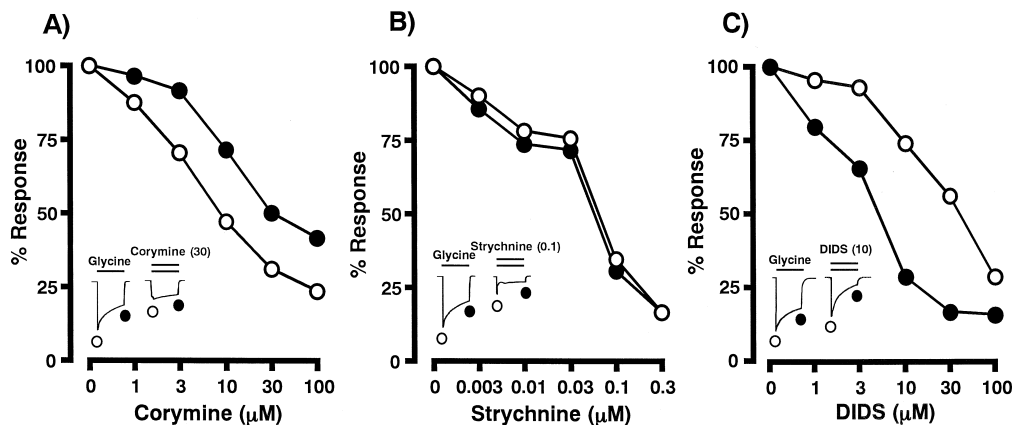 A)
% Response
100
75
50
25
0
Glycine
Corymine (30)
0 1 3 10 30 100
Corymine (μM)
B)
% Response
100
75
50
25
0
Glycine
Strychnine (0.1)
0 0.003 0.01 0.03 0.1 0.3
Strychnine (μM)
C)
% Response
100
75
50
25
0
Glycine
DIDS (10)
0 1 3 10 30 100
DIDS (μM)